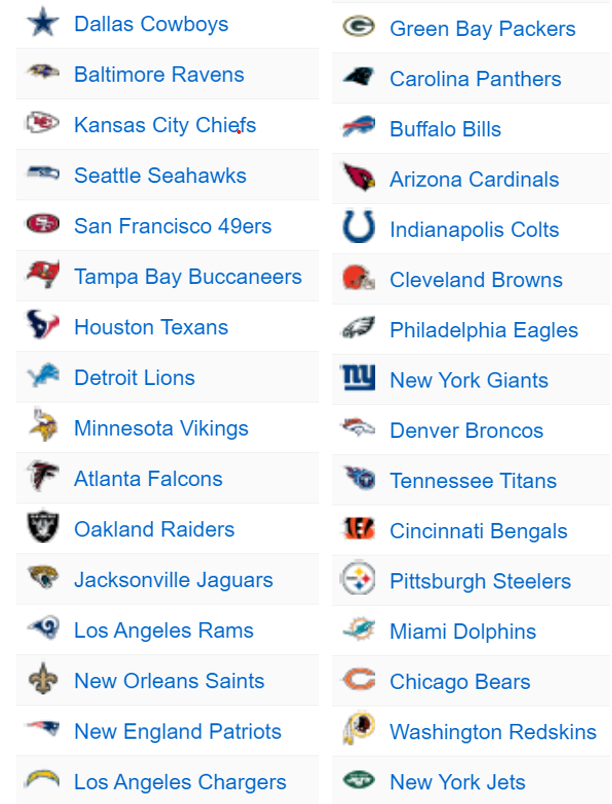 Dallas Cowboys
Baltimore Ravens
Kansas City Chiefs
Seattle Seahawks
San Francisco 49ers
Tampa Bay Buccaneers
Houston Texans
Detroit Lions
Minnesota Vikings
Atlanta Falcons
Oakland Raiders
Jacksonville Jaguars
Los Angeles Rams
New Orleans Saints
New England Patriots
Los Angeles Chargers
Green Bay Packers
Carolina Panthers
Buffalo Bills
Arizona Cardinals
Indianapolis Colts
Cleveland Browns
Philadelphia Eagles
ny
New York Giants
Denver Broncos
Tennessee Titans
Cincinnati Bengals
Pittsburgh Steelers
Miami Dolphins
Chicago Bears
Washington Redskins
New York Jets